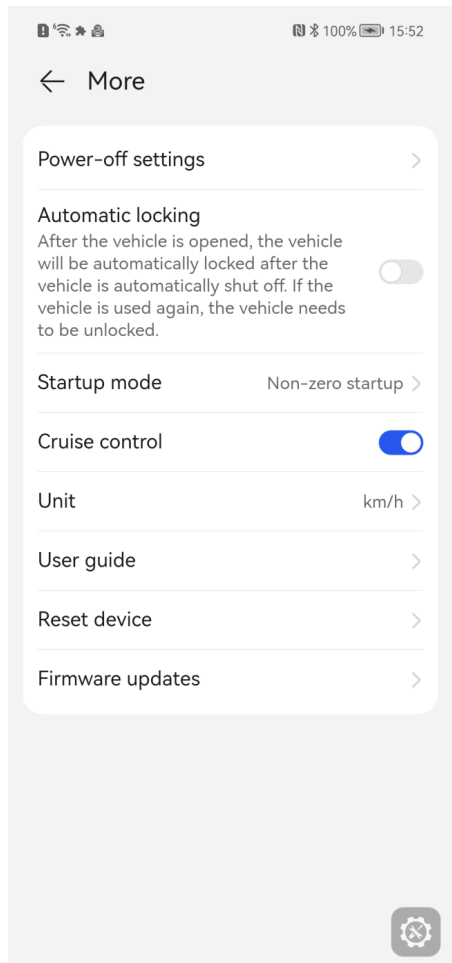 100% 15:52
More
Power-off settings
Automatic locking
After the vehicle is opened, the vehicle
will be automatically locked after the
vehicle is automatically shut off. If the
vehicle is used again, the vehicle needs
to be unlocked.
Startup mode Non-zero startup
Cruise control
Unit km/h
User guide
Reset device
Firmware updates